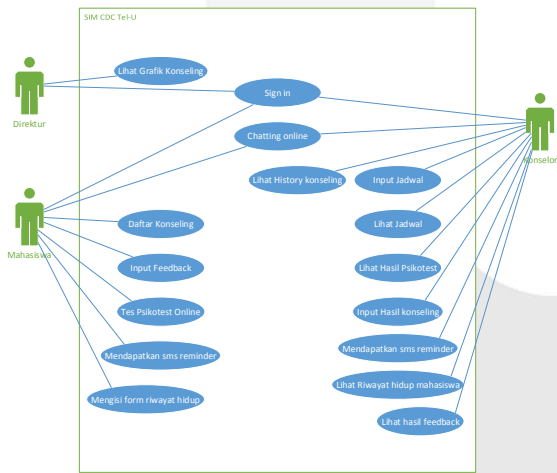 SIM CDC Tel-U
Lihat Grafik Konseling
Sign in
Direktur
Chatting online
Konselor
Lihat History konseling
Input Jadwal
Daftar Konseling
Lihat Jadwal
Mahasiswa
Input Feedback
Lihat Hasil Psikotest
Tes Psikotest Online
Input Hasil konseling
Mendapatkan sms reminder
Mendapatkan sms reminder
Lihat Riwayat hidup mahasiswa
Mengisi form riwayat hidup
Lihat hasil feedback